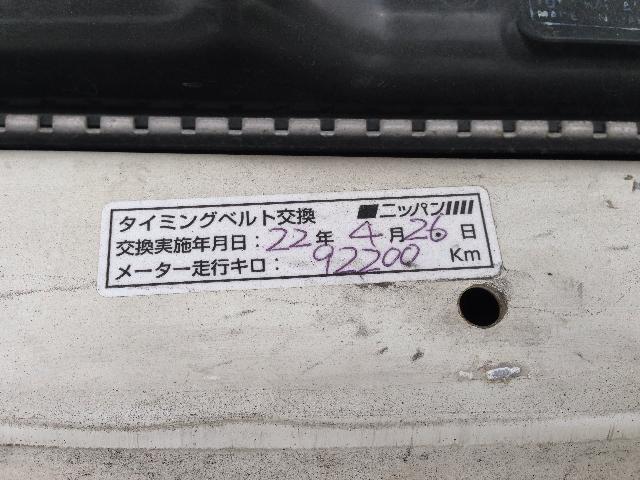 タイミングベルト交換 ニッパン
交換実施年月日：22年 4月26日
メーター走行キロ： 92200 Km